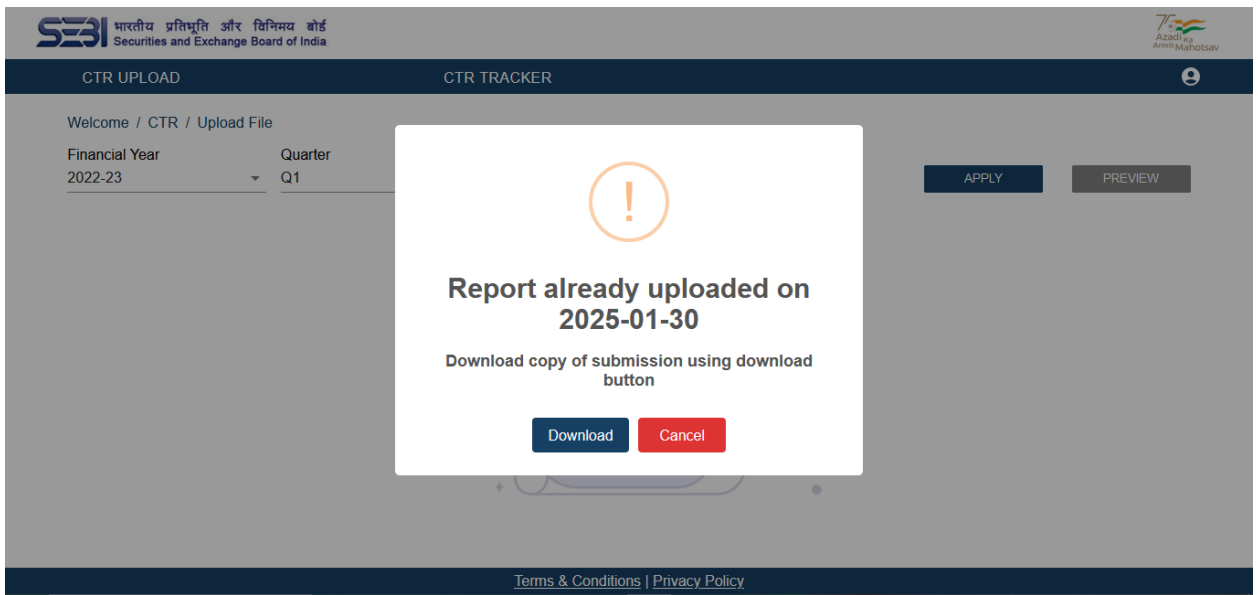 SEBI
भारतीय प्रतिभूति और विनिमय बोर्ड
Securities and Exchange Board of India
75
Azadi Ka
Amrit Mahotsav
CTR UPLOAD
CTR TRACKER
Welcome / CTR / Upload File
Financial Year
Quarter
2022-23
Q1
APPLY
PREVIEW
!
Report already uploaded on
2025-01-30
Download copy of submission using download
button
Download
Cancel
Terms & Conditions | Privacy Policy